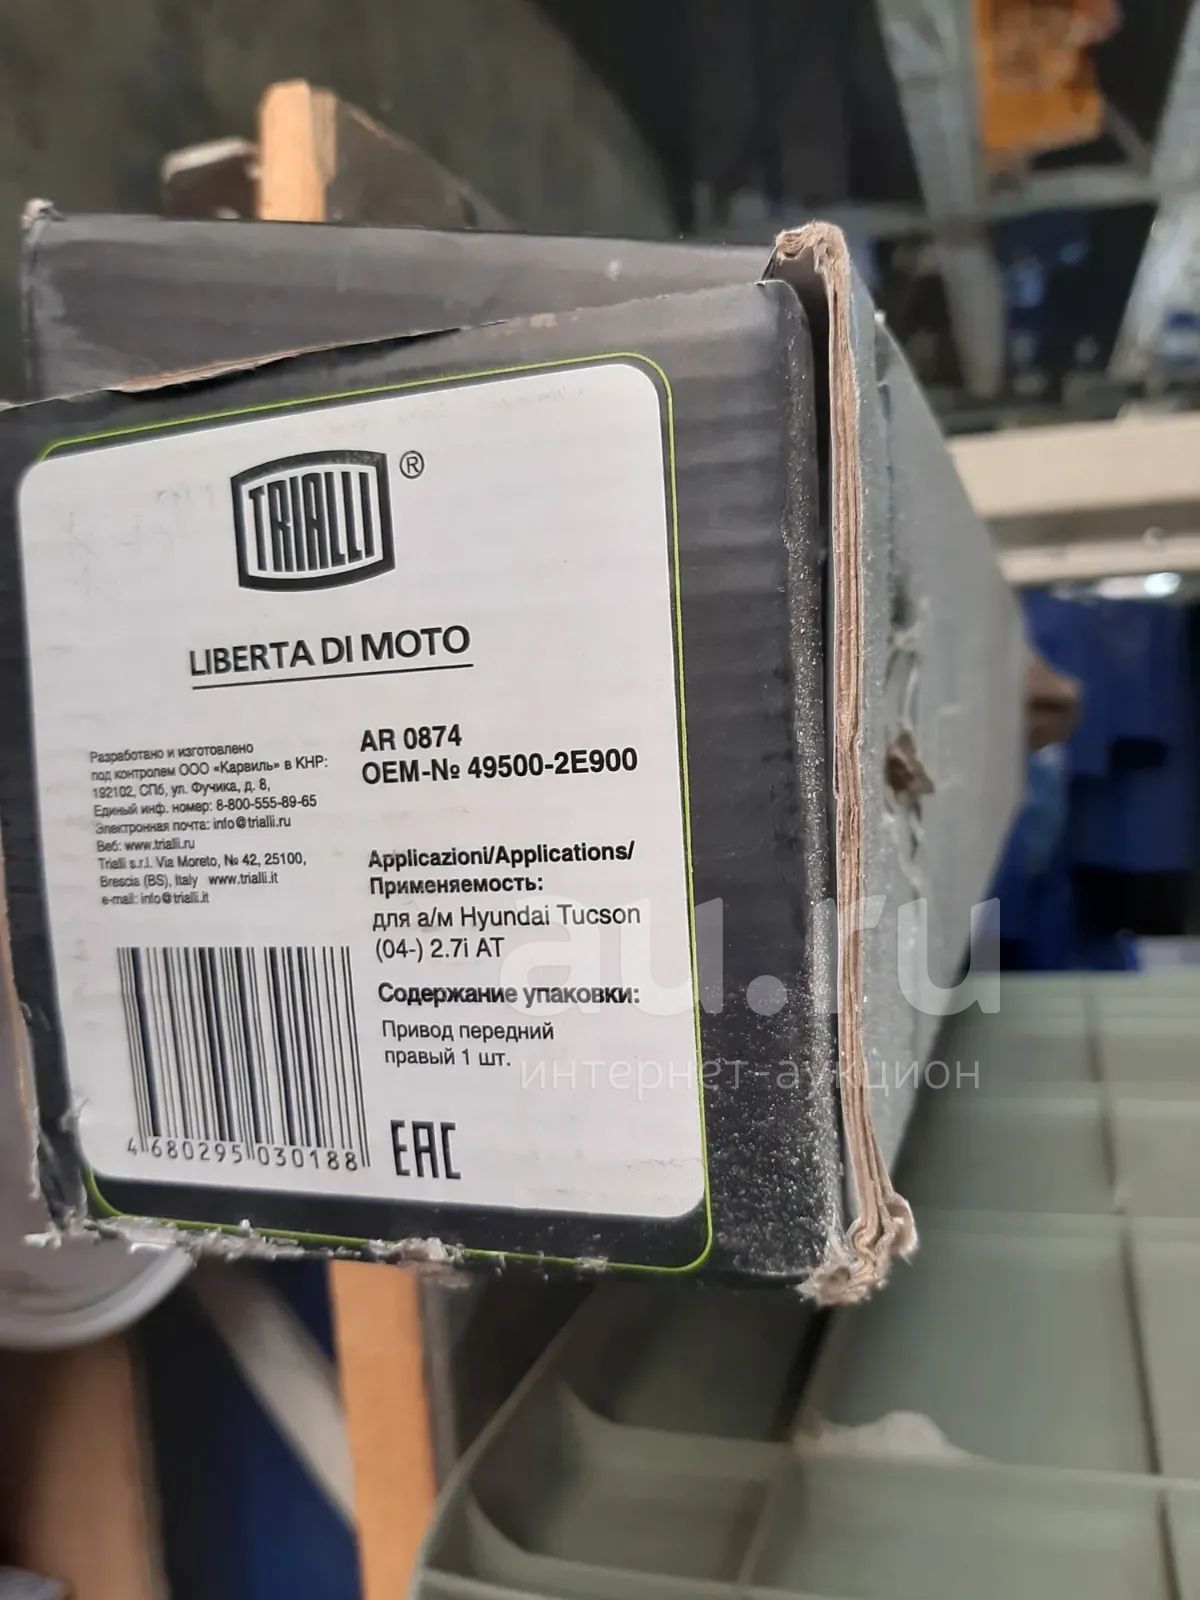 TRIALLI ®
LIBERTA DI MOTO
AR 0874
OEM-№ 49500-2E900
Разработано и изготовлено
под контролем ООО «Карвиль» в КНР:
192102, СПб, ул. Фучика, д. 8,
Единый инф. номер: 8-800-555-89-65
Электронная почта: info@trialli.ru
Веб: www.trialli.ru
Trialli s.r.l. Via Moreto, № 42, 25100,
Brescia (BS), Italy www.trialli.it
e-mail: info@trialli.it
Applicazioni/Applications/
Применяемость:
для а/м Hyundai Tucson
(04-) 2.7i AT
Содержание упаковки:
Привод передний
правый 1 шт.
4 680295 030188
EAC
au.ru
интернет-аукцион